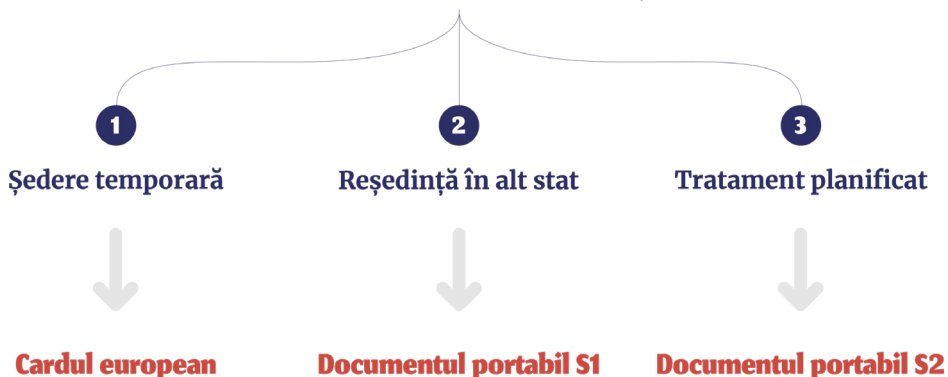 1
2
3
Ședere temporară
Reședință în alt stat
Tratament planificat
Cardul european
Documentul portabil S1
Documentul portabil S2